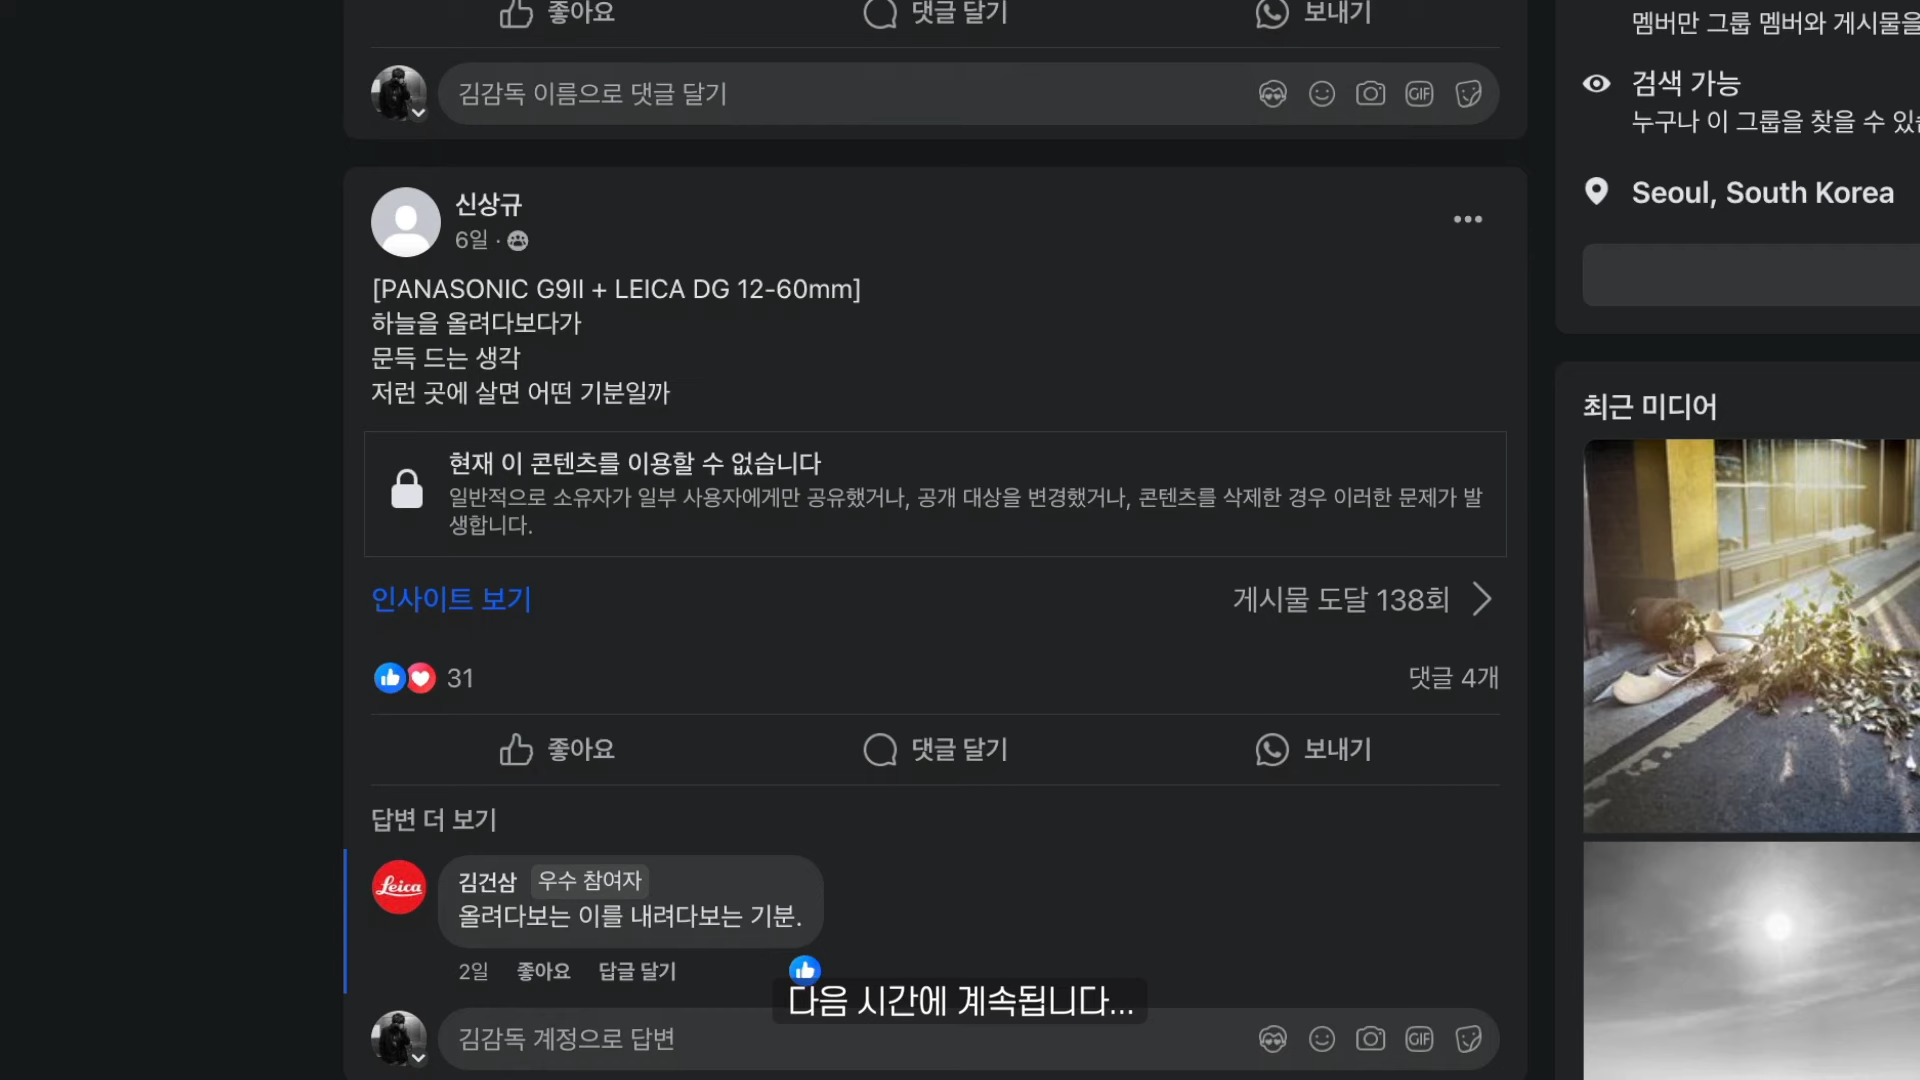 좋아요
댓글 달기
보내기
김감독 이름으로 댓글 달기
GIF
신상규
6일 ·
[PANASONIC G9II + LEICA DG 12-60mm]
하늘을 올려다보다가
문득 드는 생각
저런 곳에 살면 어떤 기분일까
현재 이 콘텐츠를 이용할 수 없습니다
일반적으로 소유자가 일부 사용자에게만 공유했거나, 공개 대상을 변경했거나, 콘텐츠를 삭제한 경우 이러한 문제가 발
생합니다.
인사이트 보기
게시물 도달 138회
31
댓글 4개
좋아요
댓글 달기
보내기
답변 더 보기
Leica
김건삼
우수 참여자
올려다보는 이를 내려다보는 기분.
2일
좋아요
답글 달기
다음 시간에 계속됩니다...
김감독 계정으로 답변
GIF
멤버만 그룹 멤버와 게시물을
검색 가능
누구나 이 그룹을 찾을 수 있
Seoul, South Korea
최근 미디어